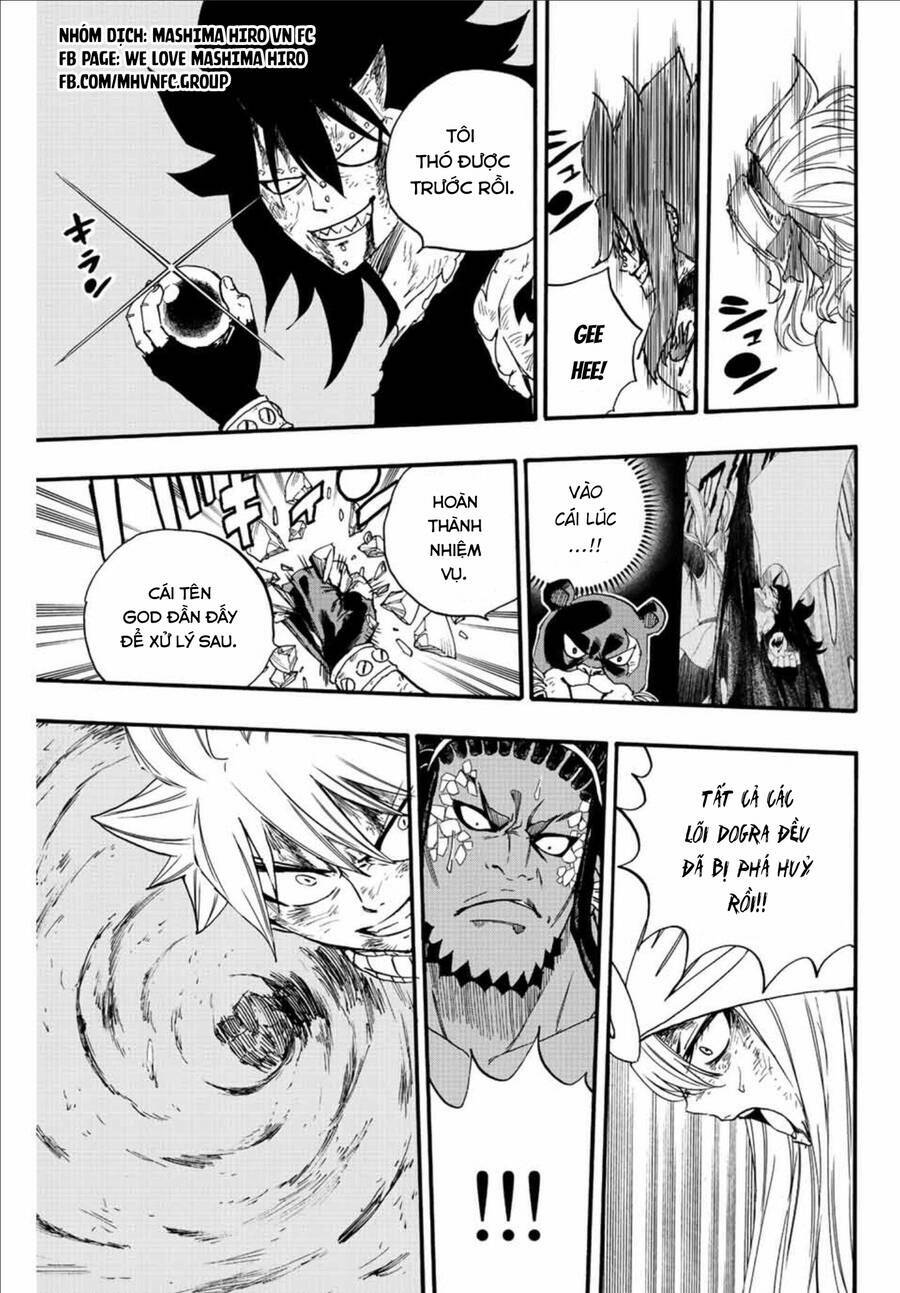 NHÓM DỊCH: MASHIMA HIRO VN FC
FB PAGE: WE LOVE MASHIMA HIRO
FB.COM/MHVNFC.GROUP
GEE
HEE!
TÔI
THÓ ĐƯỢC
TRƯỚC RỒI.
キラン
VÀO
CÁI LÚC
...!!
HOÀN
THÀNH
NHIỆM
VỤ.
CÁI TÊN
GOD ĐẦN ĐẤY
ĐỂ XỬ LÝ SAU.
TẤT CẢ CÁC
LÕI DOGRA ĐỀU
ĐÃ BỊ PHÁ HUỶ
RỒI!!
!!!